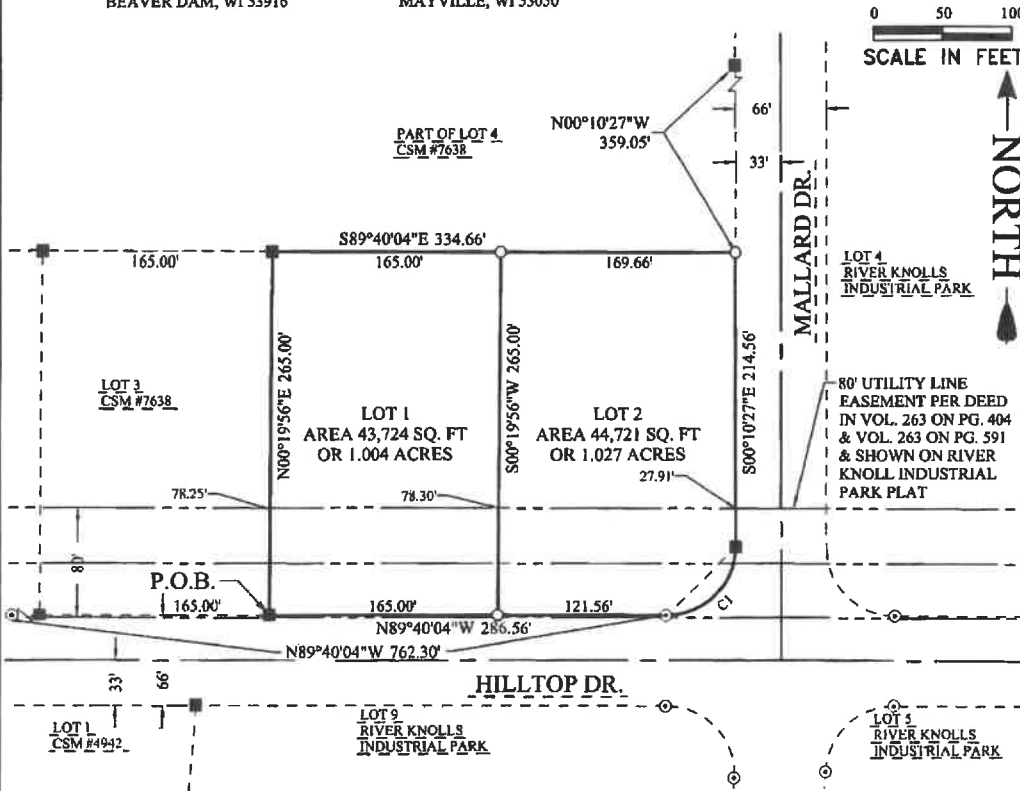 BEAVER DAM, WI 53916
MAYVILLE, WI 53050
0 50 100
SCALE IN FEET
NORTH
66'
N00°10'27"W
359.05'
33'
PART OF LOT 4
CSM #7638
MALLARD DR.
S89°40'04"E 334.66'
165.00'
165.00'
169.66'
LOT 4
RIVER KNOLLS
INDUSTRIAL PARK
N00°19'56"E 265.00'
S00°19'56"W 265.00'
S00°10'27"E 214.56'
LOT 3
CSM #7638
LOT 1
AREA 43,724 SQ. FT
OR 1.004 ACRES
LOT 2
AREA 44,721 SQ. FT
OR 1.027 ACRES
80' UTILITY LINE
EASEMENT PER DEED
IN VOL. 263 ON PG. 404
& VOL. 263 ON PG. 591
& SHOWN ON RIVER
KNOLL INDUSTRIAL
PARK PLAT
78.25'
78.30'
27.91'
80'
P.O.B.
165.00'
165.00'
121.56'
C1
N89°40'04"W 286.56'
N89°40'04"W 762.30'
33'
66'
HILLTOP DR.
LOT 1
CSM #4942
LOT 9
RIVER KNOLLS
INDUSTRIAL PARK
LOT 5
RIVER KNOLLS
INDUSTRIAL PARK